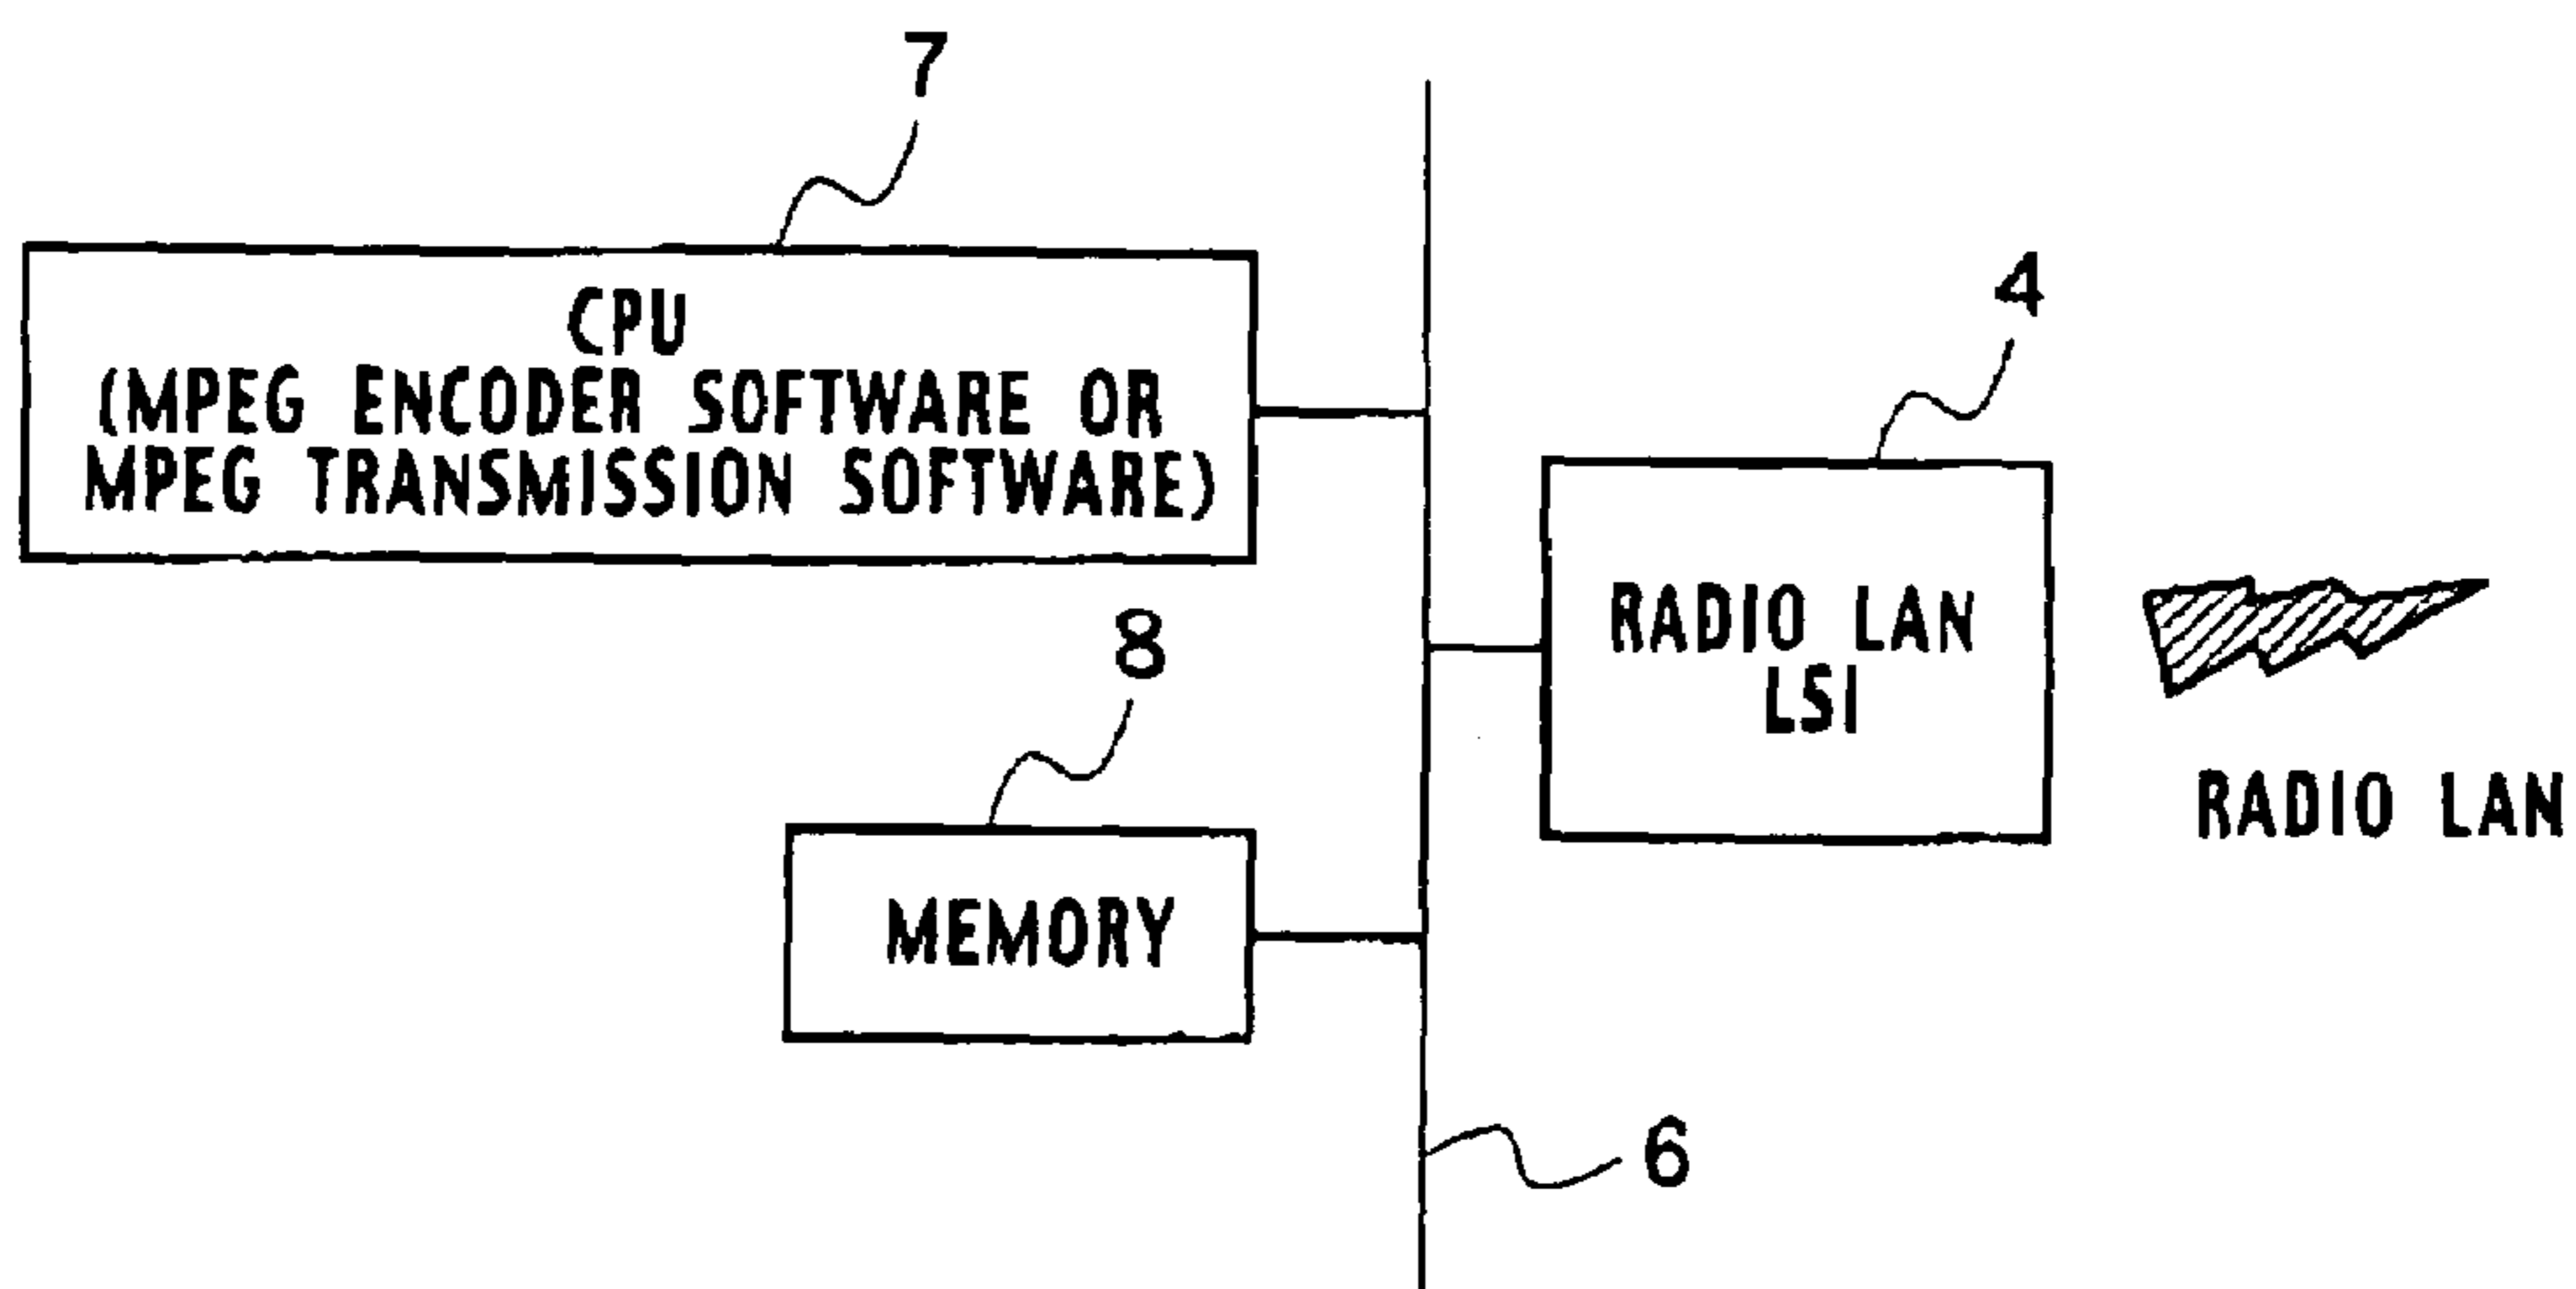 7
CPU
(MPEG ENCODER SOFTWARE OR
MPEG TRANSMISSION SOFTWARE)
4
RADIO LAN
LSI
RADIO LAN
8
MEMORY
6